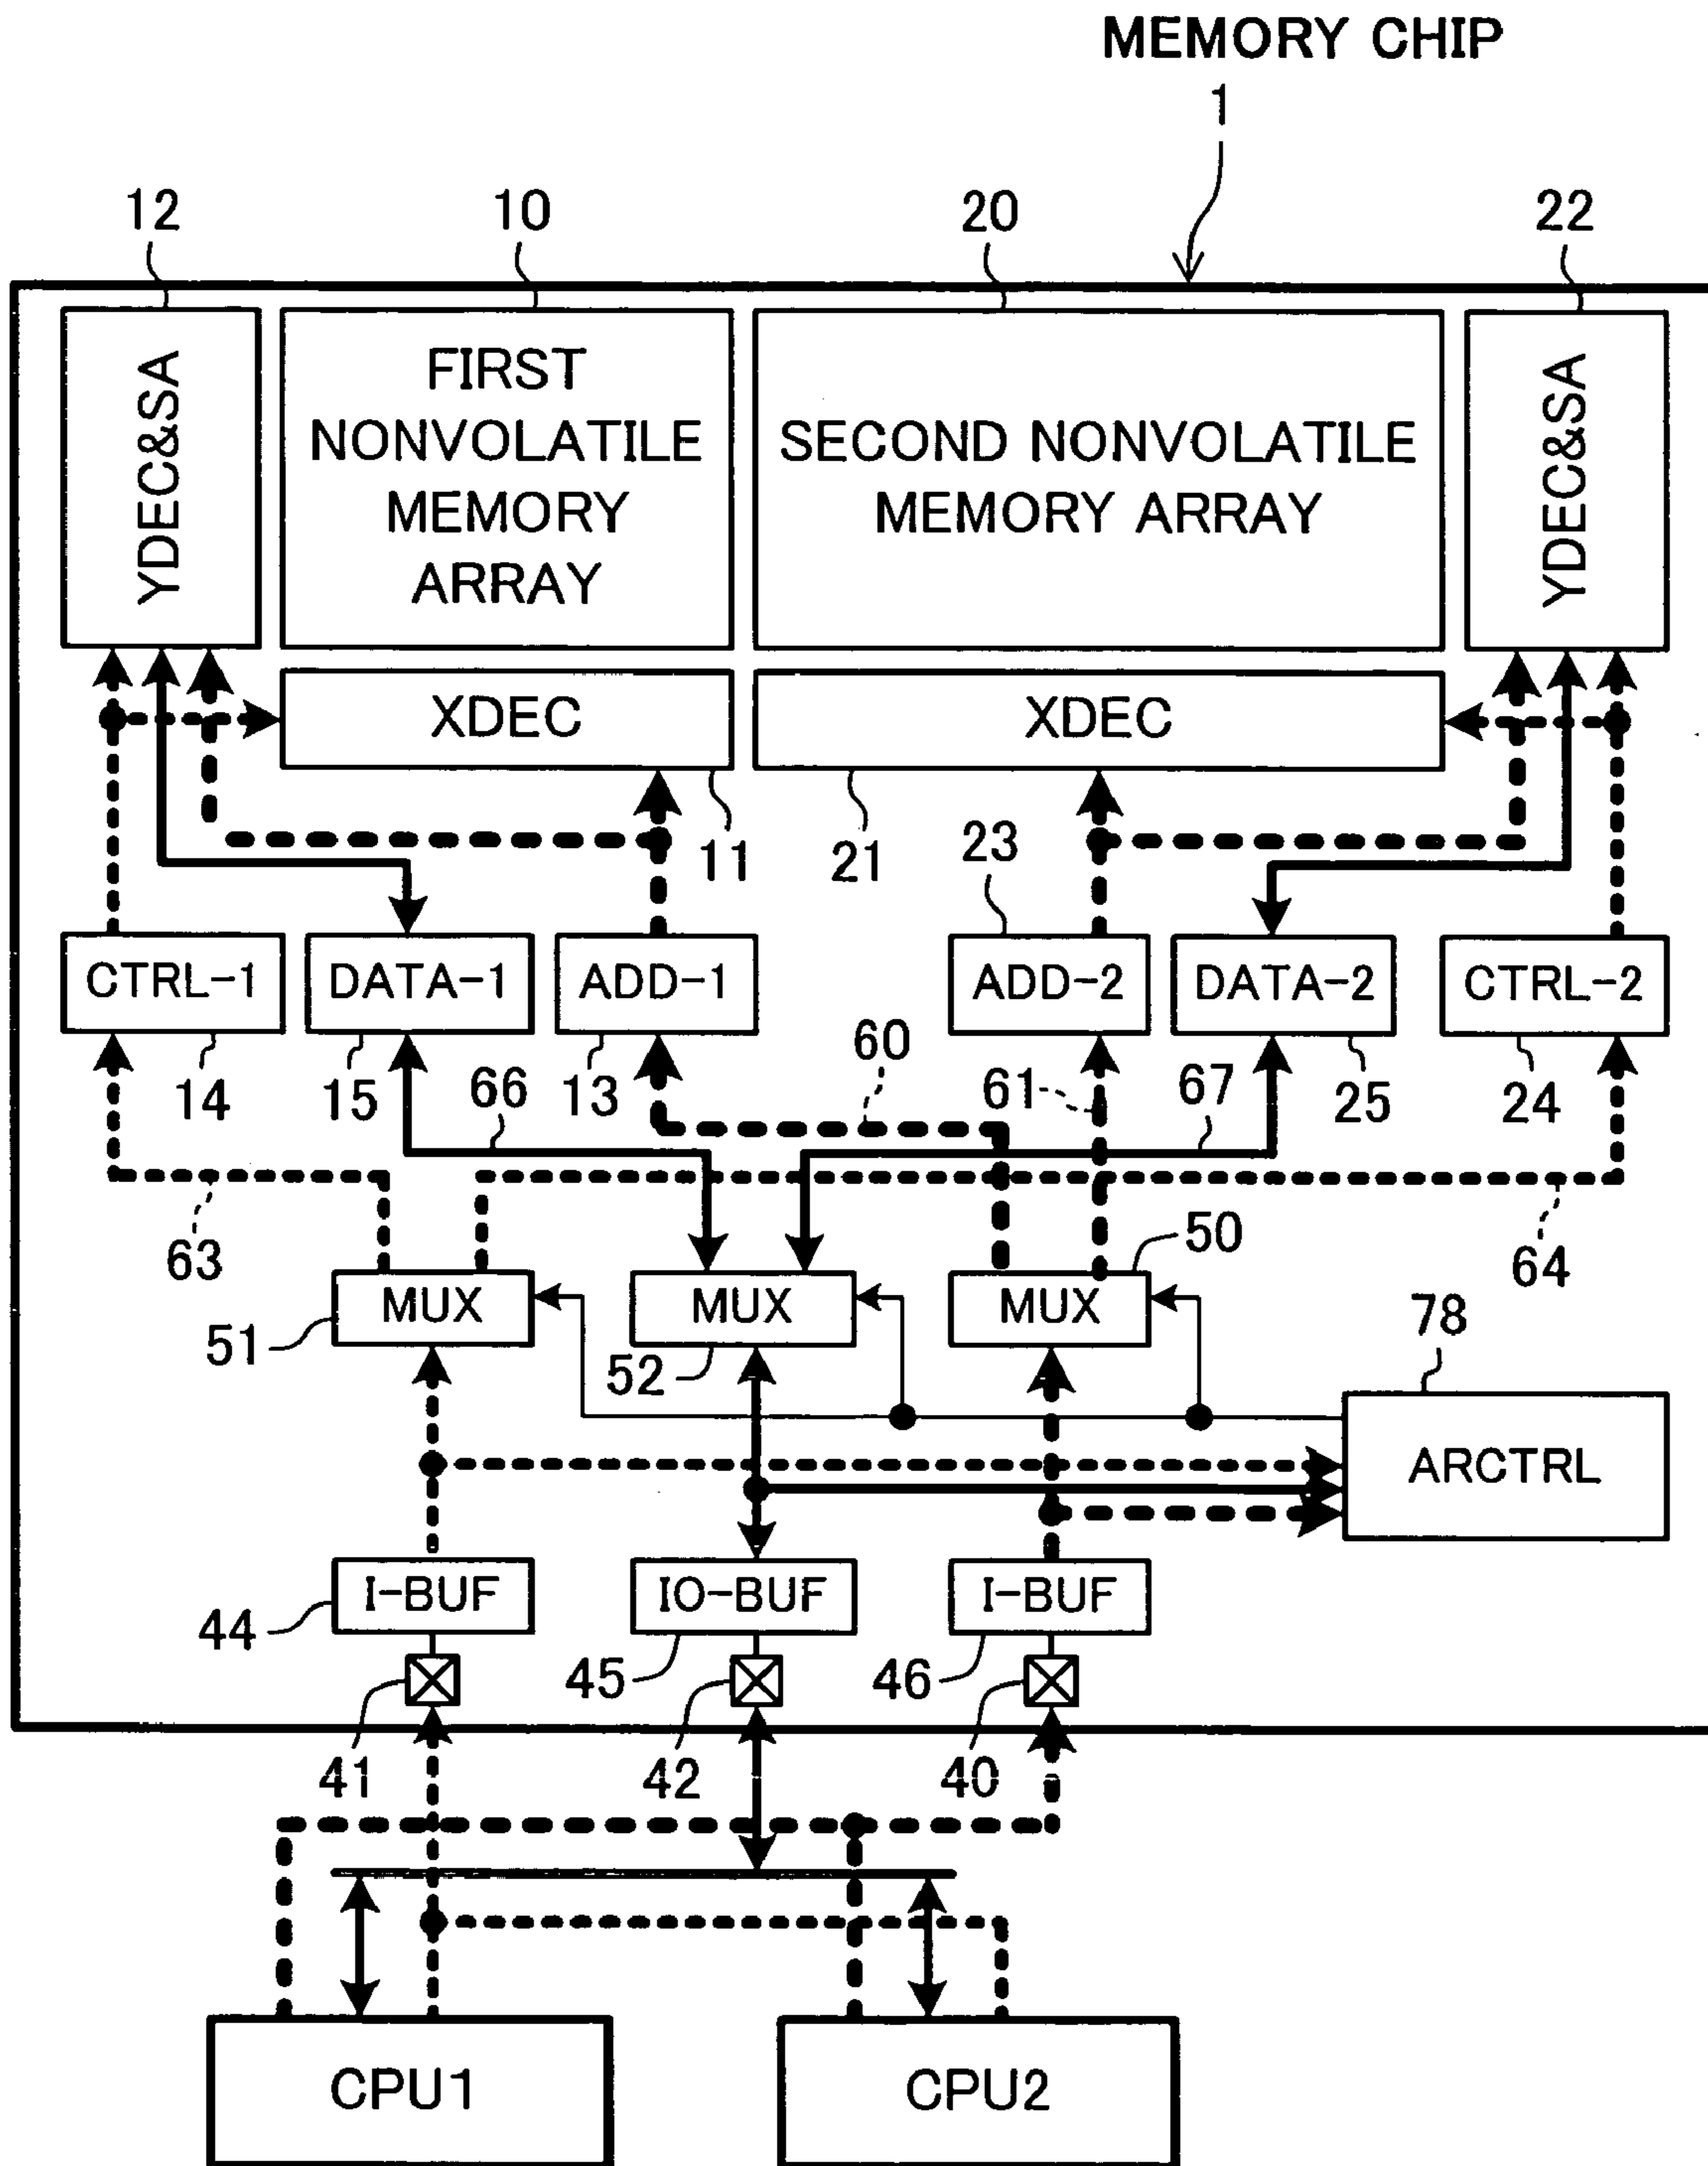 MEMORY CHIP
1
12
10
20
22
YDEC&SA
FIRST
NONVOLATILE
MEMORY
ARRAY
SECOND NONVOLATILE
MEMORY ARRAY
YDEC&SA
XDEC
XDEC
11
21
23
CTRL-1
DATA-1
ADD-1
ADD-2
DATA-2
CTRL-2
14
15
66
13
60
61
67
25
24
63
50
64
MUX
MUX
MUX
51
52
78
ARCTRL
I-BUF
IO-BUF
I-BUF
44
45
46
41
42
40
CPU1
CPU2